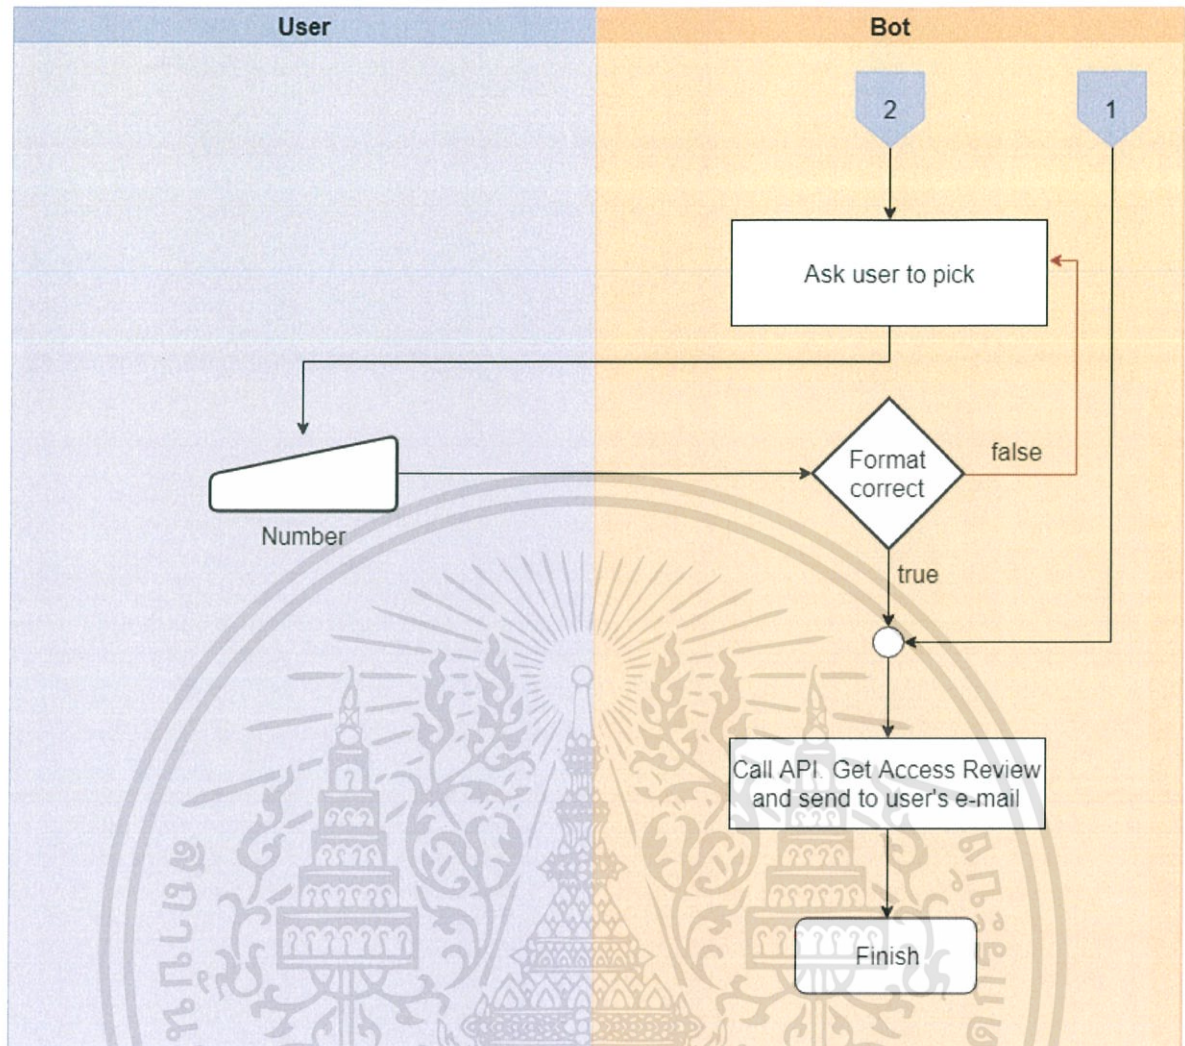 User
Bot
2
1
Ask user to pick
Format
correct
false
Number
true
Call API. Get Access Review
and send to user's e-mail
Finish